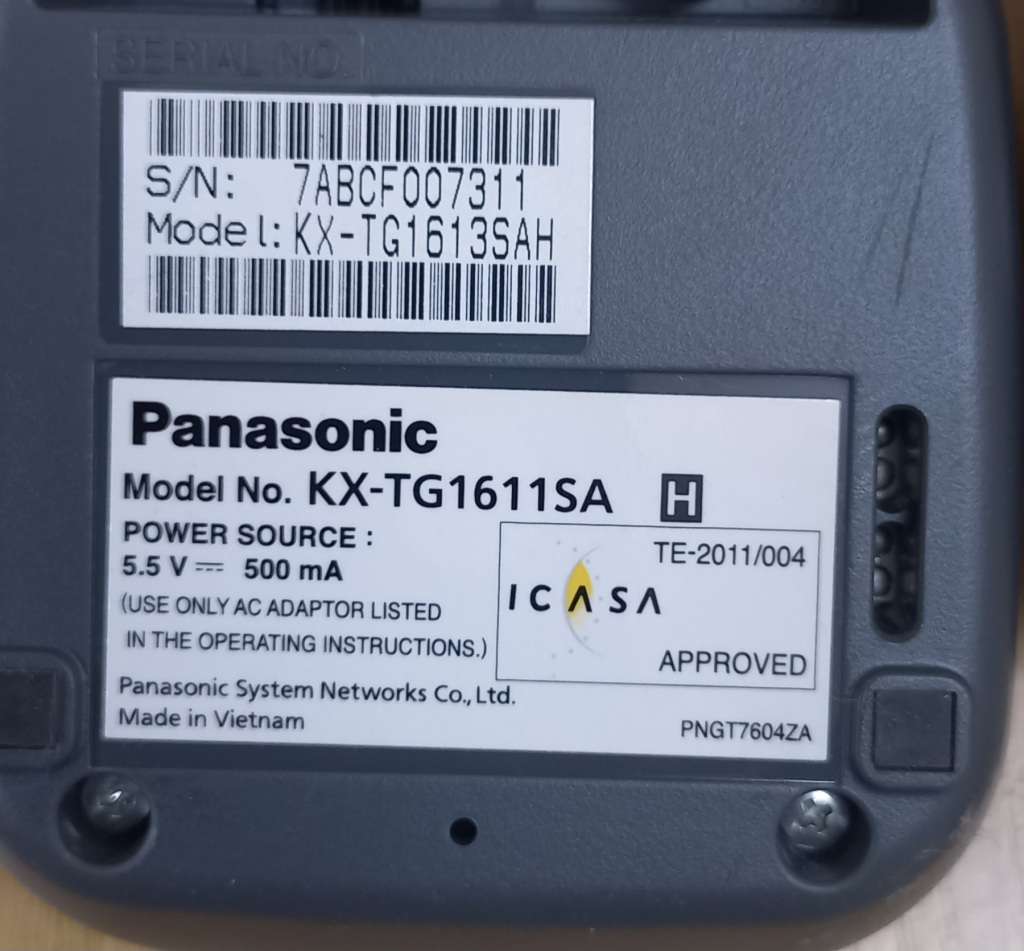 SERIAL NO
S/N: 7ABCF007311
Model: KX-TG1613SAH
Panasonic
Model No. KX-TG1611SA H
POWER SOURCE :
5.5 V ⎓ 500 mA
(USE ONLY AC ADAPTOR LISTED
IN THE OPERATING INSTRUCTIONS.)
TE-2011/004
ICASA
APPROVED
Panasonic System Networks Co., Ltd.
Made in Vietnam
PNGT7604ZA